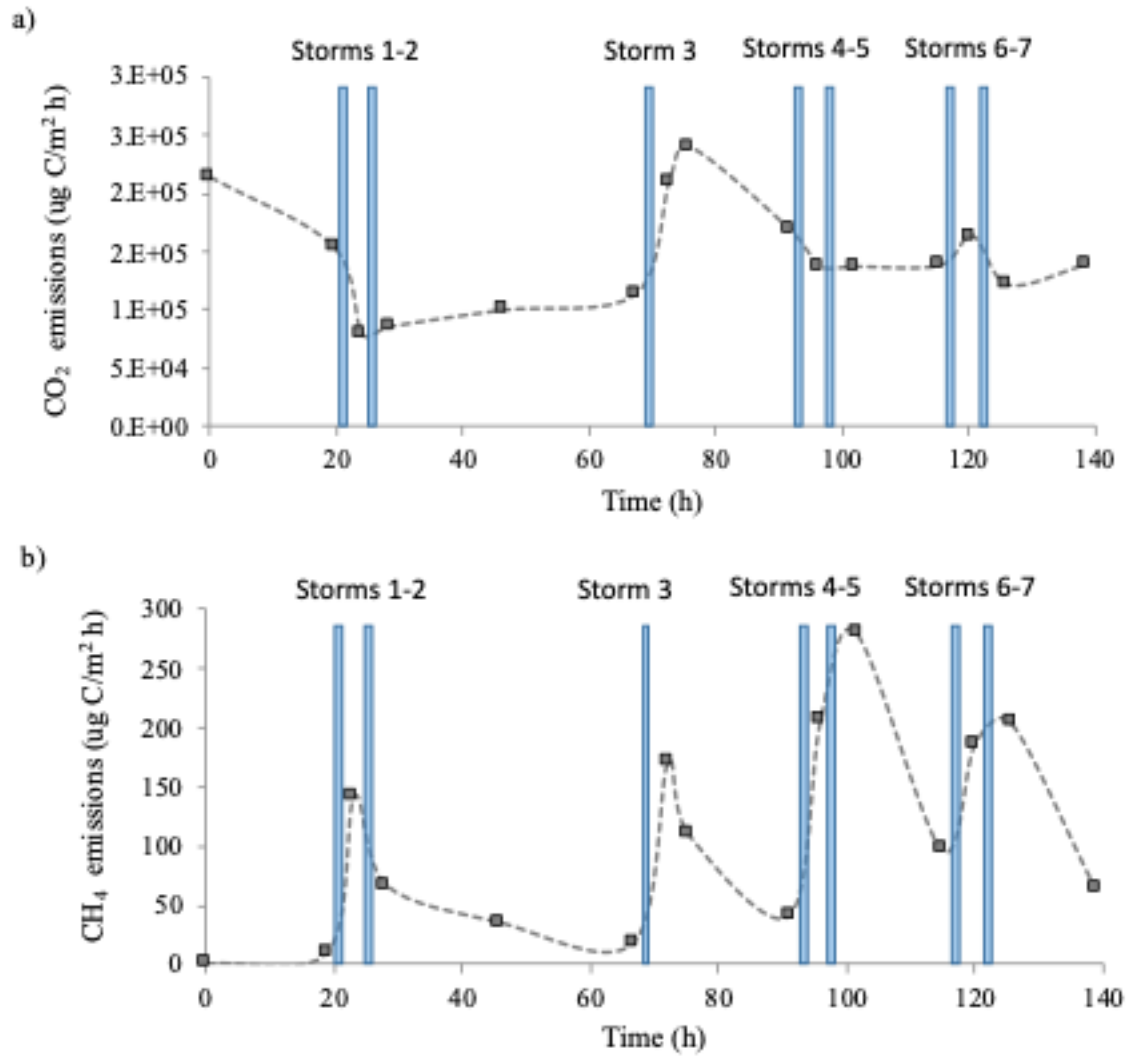 a)
Storms 1-2 Storm 3 Storms 4-5 Storms 6-7
3.E+05
3.E+05
2.E+05
2.E+05
1.E+05
5.E+04
0.E+00
CO₂ emissions (ug C/m² h)
0 20 40 60 80 100 120 140
Time (h)
b)
Storms 1-2 Storm 3 Storms 4-5 Storms 6-7
300
250
200
150
100
50
0
CH₄ emissions (ug C/m² h)
0 20 40 60 80 100 120 140
Time (h)